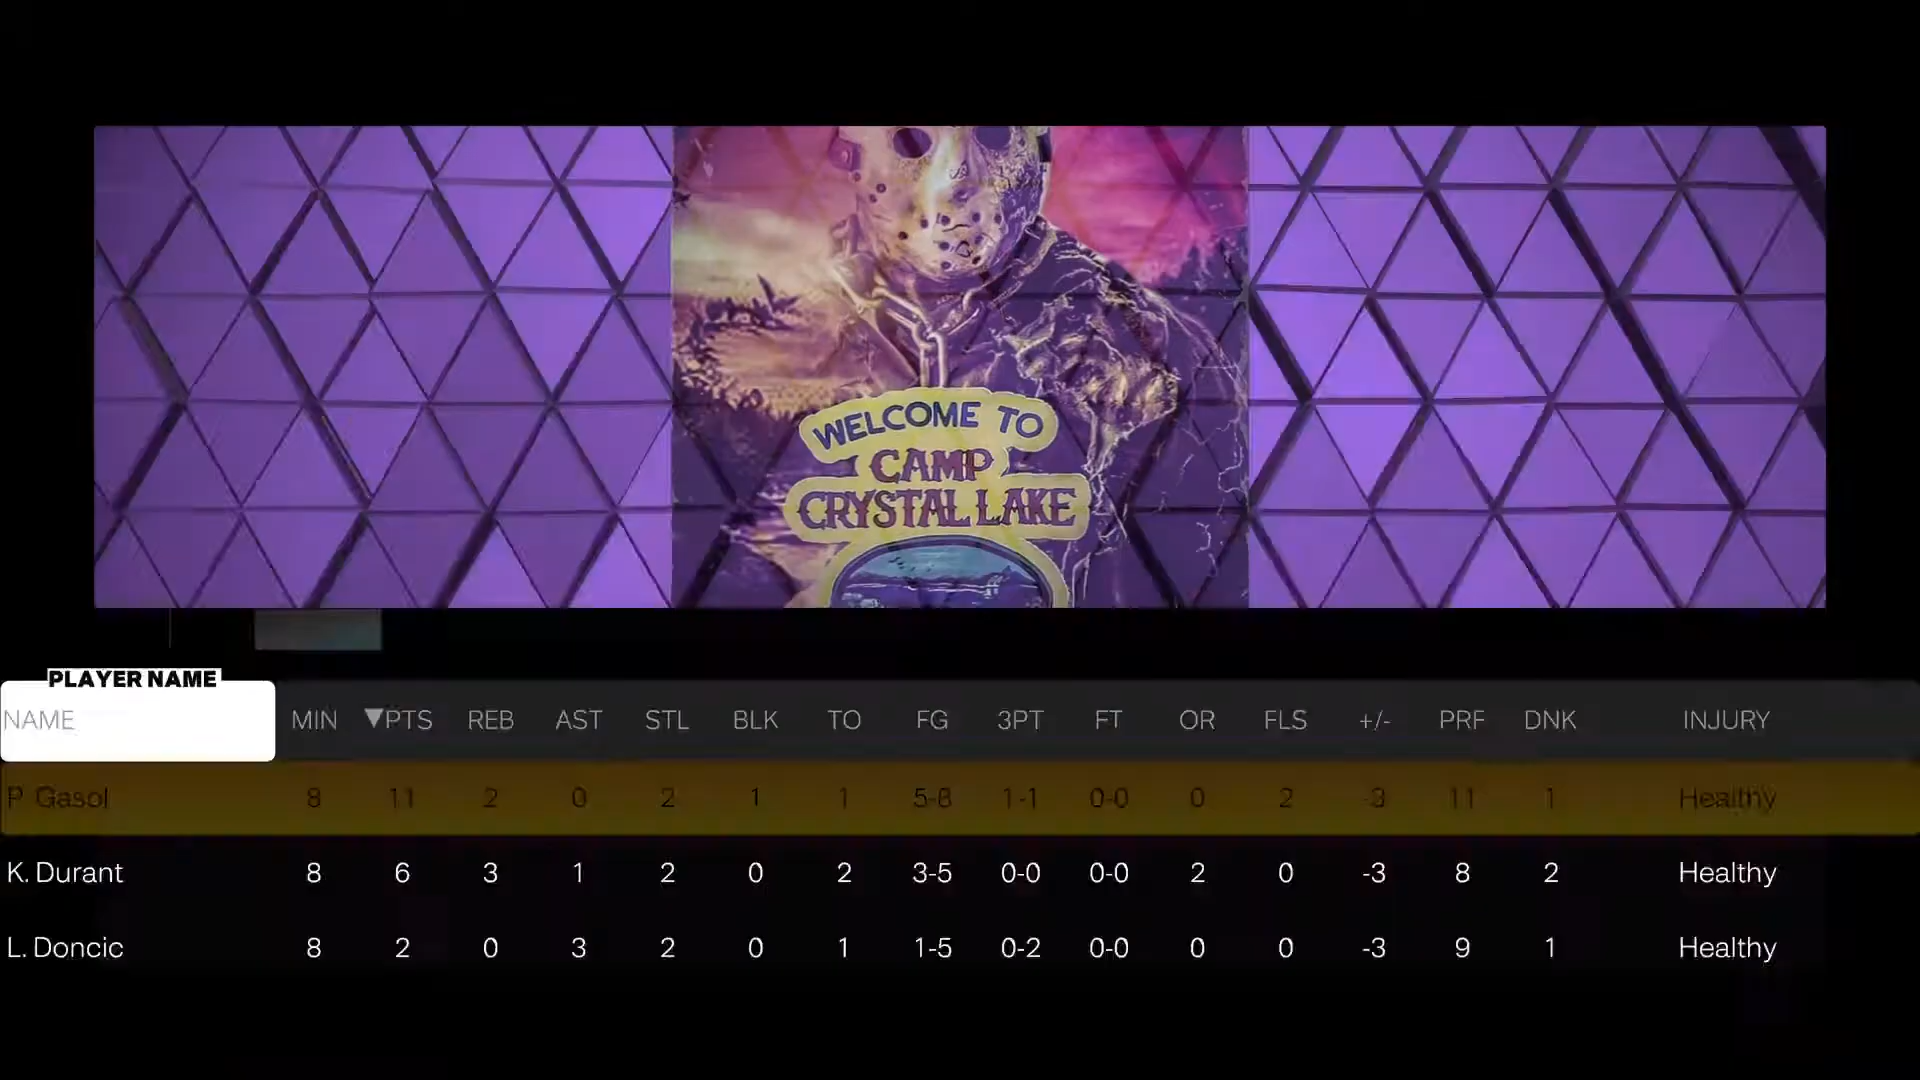 WELCOME TO
CAMP
CRYSTAL LAKE
PLAYER NAME
NAME MIN ▼PTS REB AST STL BLK TO FG 3PT FT OR FLS +/- PRF DNK INJURY
P. Gasol 8 11 2 0 2 1 1 5-8 1-1 0-0 0 2 -3 11 1 Healthy
K. Durant 8 6 3 1 2 0 2 3-5 0-0 0-0 2 0 -3 8 2 Healthy
L. Doncic 8 2 0 3 2 0 1 1-5 0-2 0-0 0 0 -3 9 1 Healthy